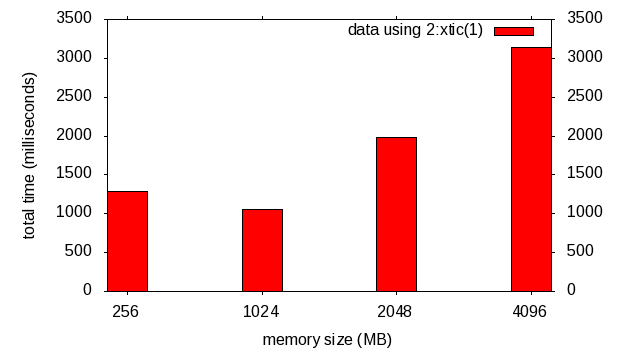 3500 data using 2:xtic(1) 3500
3000 3000
2500 2500
2000 2000
1500 1500
1000 1000
500 500
0 0
total time (milliseconds)
256 1024 2048 4096
memory size (MB)